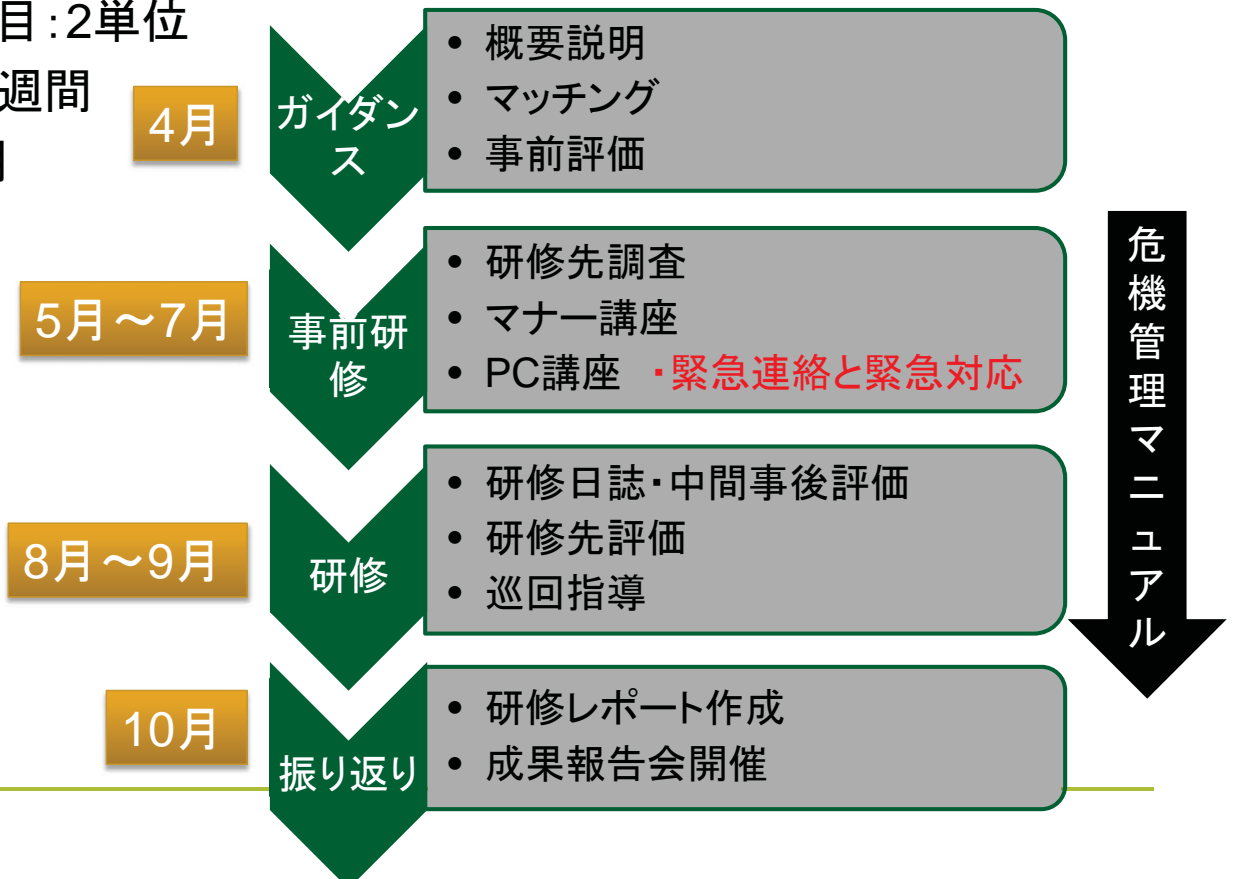 目:2単位
週間
4月
ガイダン
ス
• 概要説明
• マッチング
• 事前評価
5月~7月
事前研
修
• 研修先調査
• マナー講座
• PC講座 ・緊急連絡と緊急対応
8月~9月
研修
• 研修日誌・中間事後評価
• 研修先評価
• 巡回指導
10月
振り返り
• 研修レポート作成
• 成果報告会開催
危機管理マニュアル